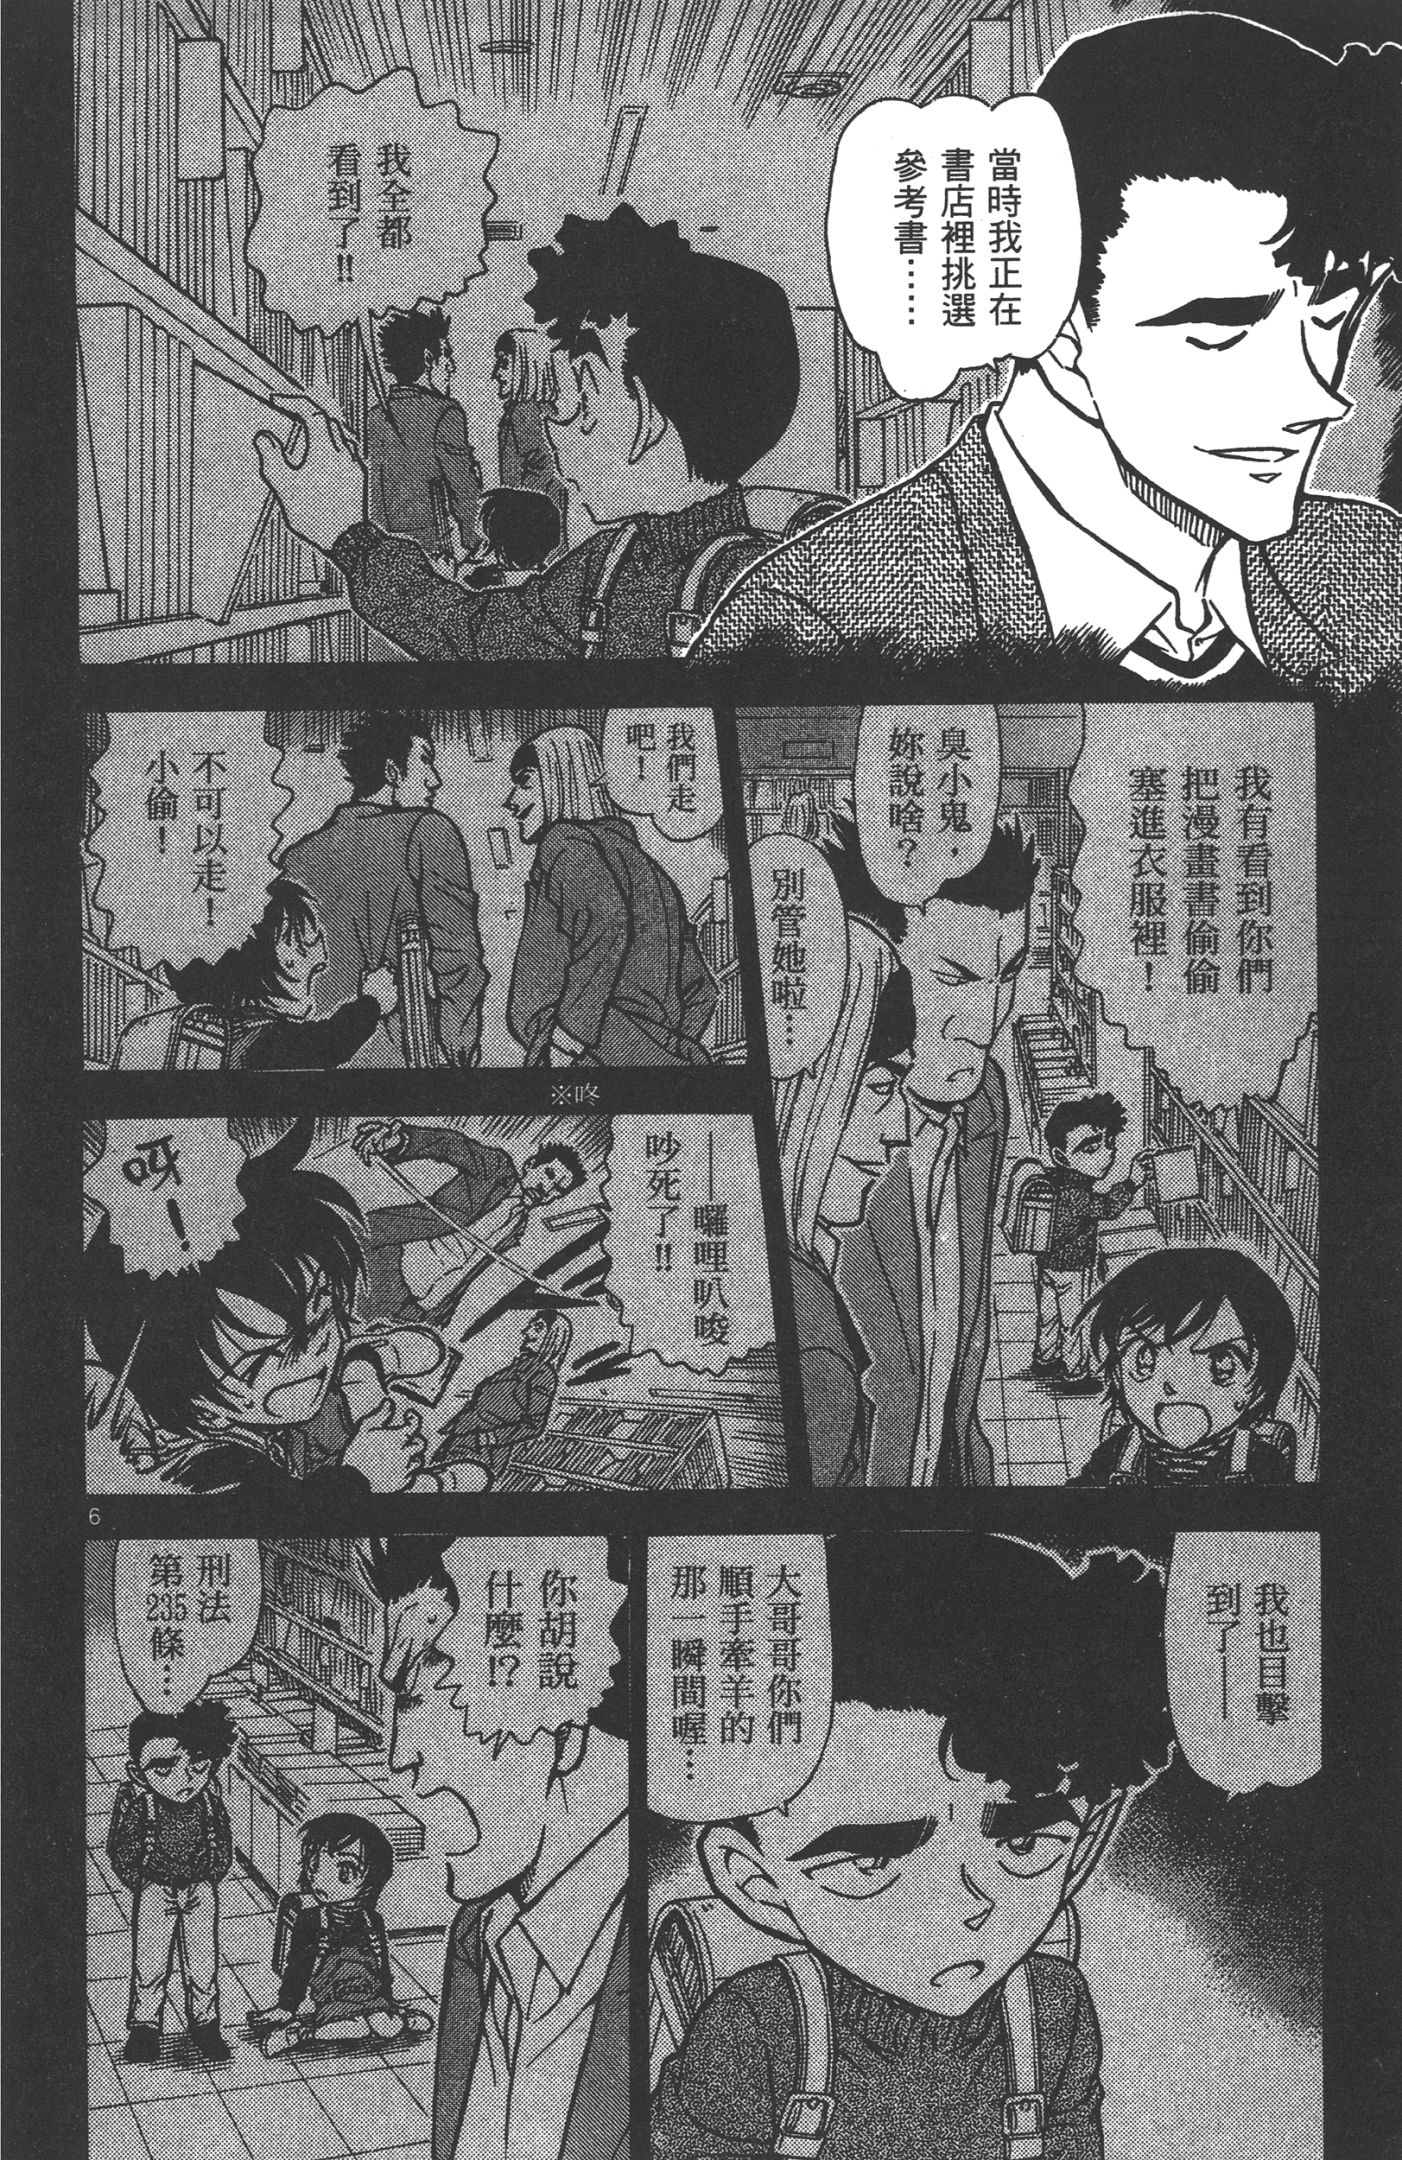 當時我正在
書店裡挑選
參考書……
我全都
看到了!!
我有看到你們
把漫畫書偷偷
塞進衣服裡！
臭小鬼，
妳說啥？
別管她啦…
我們走
吧！
不可以走！
小偷！
※咚
——囉哩叭唆
吵死了!!
呀！
6
我也目擊
到了——
大哥哥你們
順手牽羊的
那一瞬間喔…
你胡說
什麼!?
刑法
第235條…